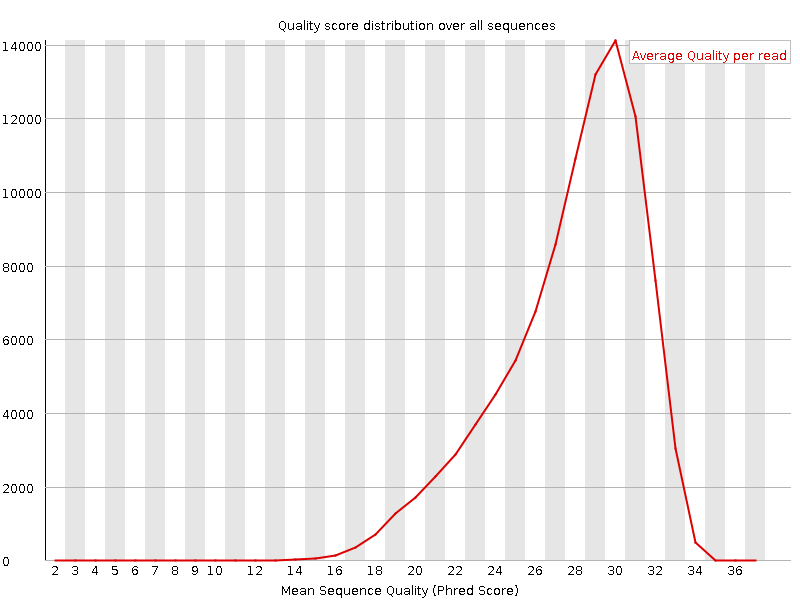 Quality score distribution over all sequences
Average Quality per read
14000
12000
10000
8000
6000
4000
2000
0
2 3 4 5 6 7 8 9 10 12 14 16 18 20 22 24 26 28 30 32 34 36
Mean Sequence Quality (Phred Score)